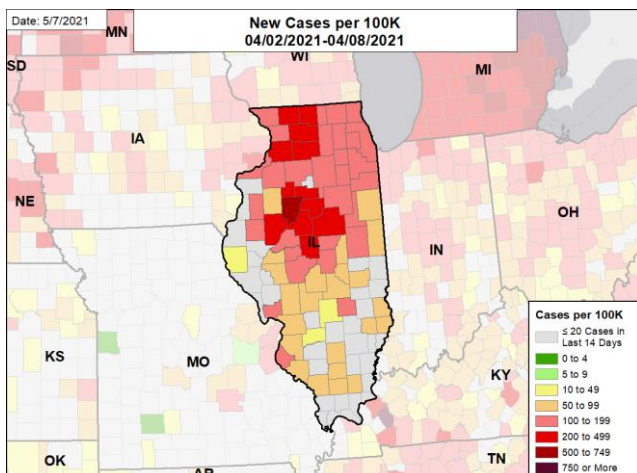 Date: 5/7/2021
New Cases per 100K
04/02/2021-04/08/2021
MN
SD
WI
MI
IA
NE
IL
IN
OH
KS
MO
KY
OK
AR
TN
Cases per 100K
≤ 20 Cases in
Last 14 Days
0 to 4
5 to 9
10 to 49
50 to 99
100 to 199
200 to 499
500 to 749
750 or More